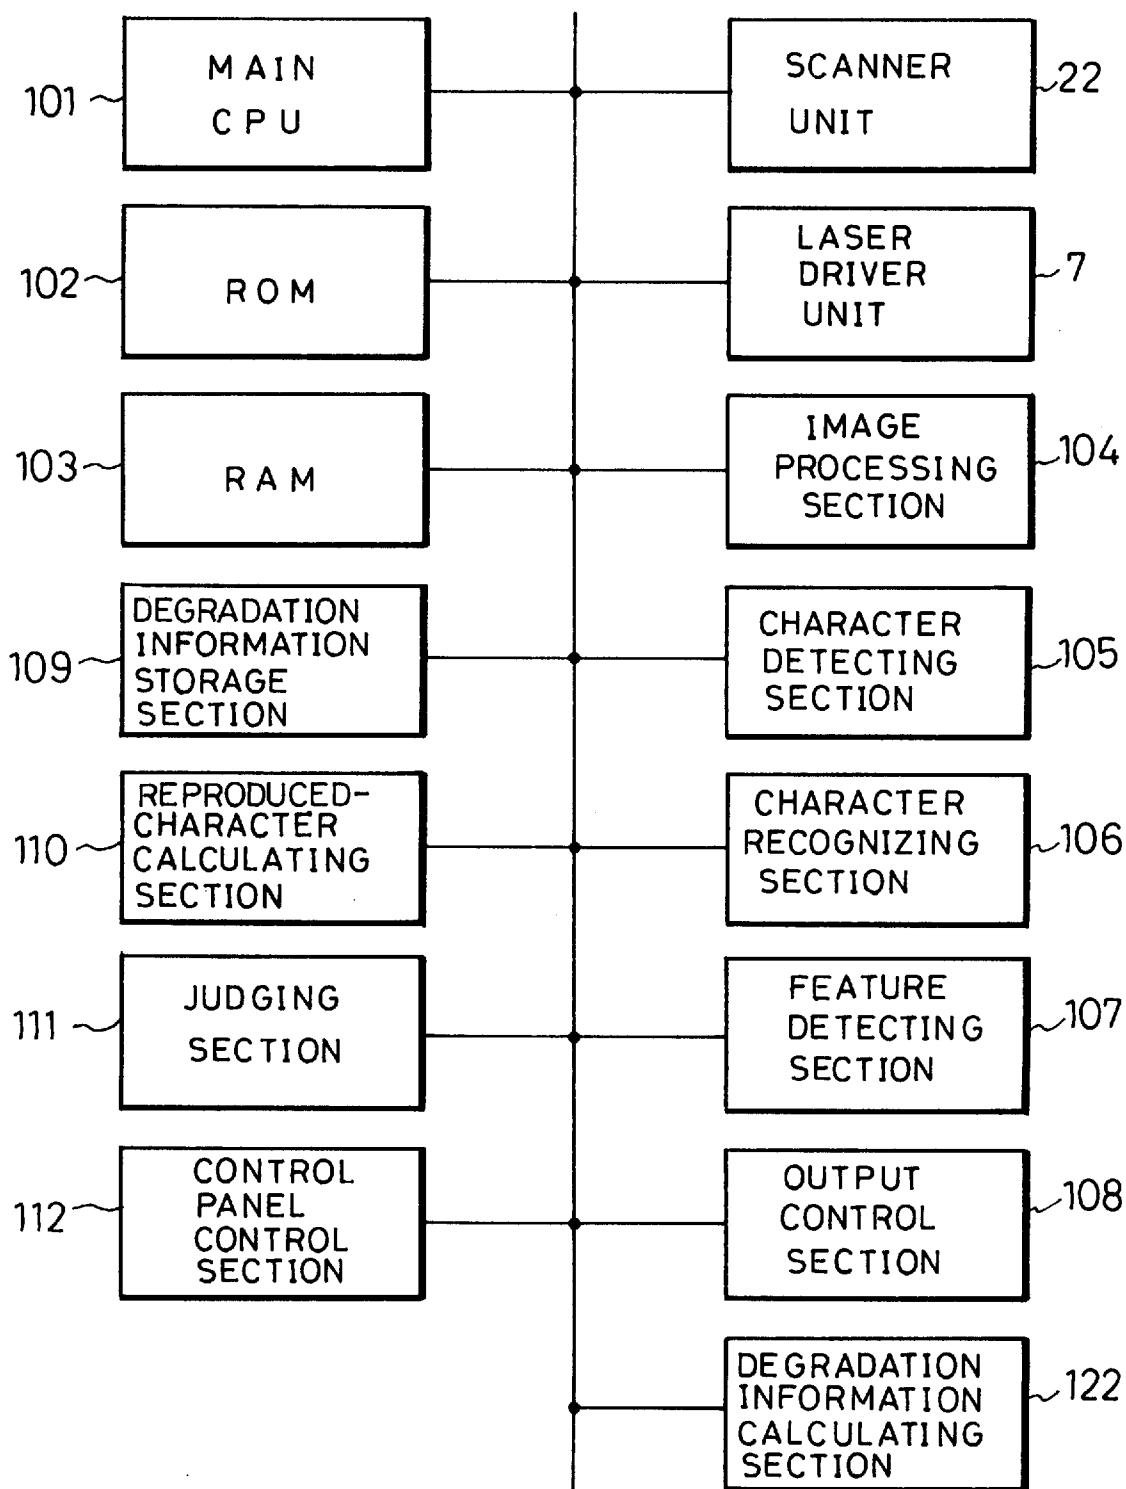 101
MAIN
CPU
SCANNER
UNIT
22
102
ROM
LASER
DRIVER
UNIT
7
103
RAM
IMAGE
PROCESSING
SECTION
104
109
DEGRADATION
INFORMATION
STORAGE
SECTION
CHARACTER
DETECTING
SECTION
105
110
REPRODUCED-
CHARACTER
CALCULATING
SECTION
CHARACTER
RECOGNIZING
SECTION
106
111
JUDGING
SECTION
FEATURE
DETECTING
SECTION
107
112
CONTROL
PANEL
CONTROL
SECTION
OUTPUT
CONTROL
SECTION
108
DEGRADATION
INFORMATION
CALCULATING
SECTION
122